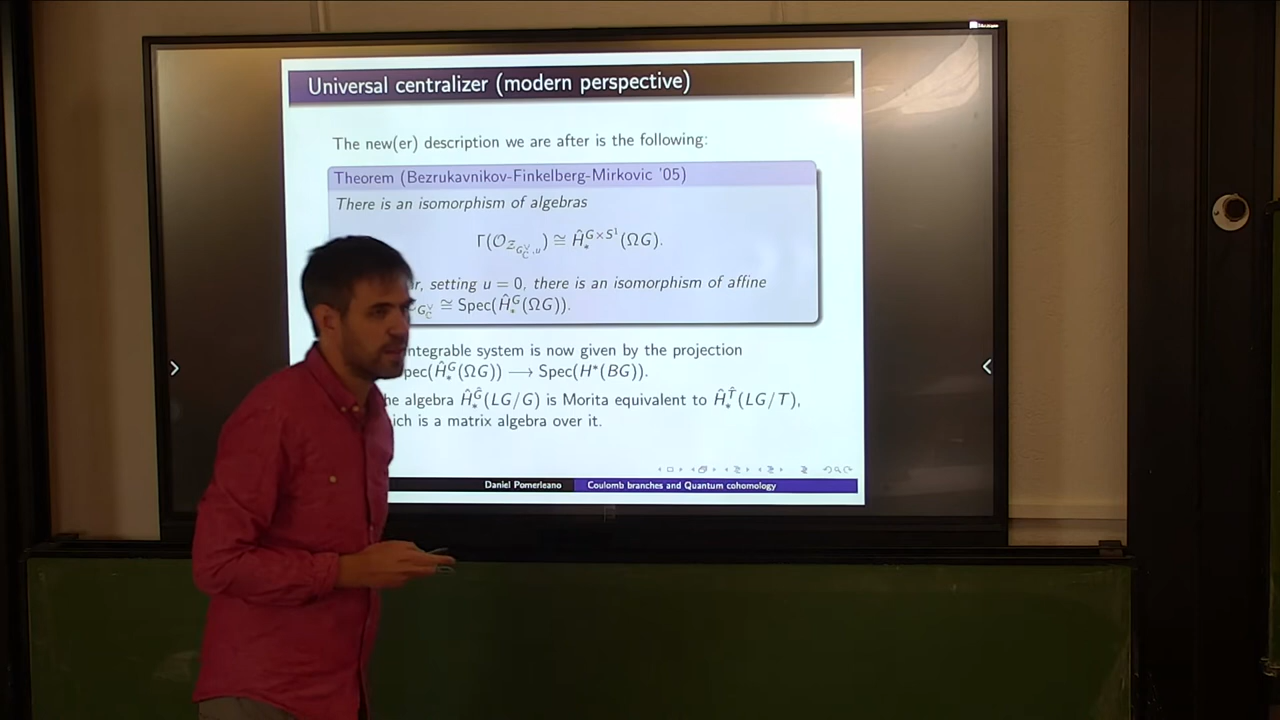 Universal centralizer (modern perspective)
The new(er) description we are after is the following:
Theorem (Bezrukavnikov-Finkelberg-Mirkovic '05)
There is an isomorphism of algebras
Γ(𝒪_{𝒵_{G_ℂ^∨,u}}) ≅ Ĥ_*^{G×S^1}(ΩG).
r, setting u = 0, there is an isomorphism of affine
G_ℂ^∨ ≅ Spec(Ĥ_*^G(ΩG)).
integrable system is now given by the projection
pec(Ĥ_*^G(ΩG)) ⟶ Spec(H^*(BG)).
he algebra Ĥ_*^Ĝ(LG/G) is Morita equivalent to Ĥ_*^T̂(LG/T),
ich is a matrix algebra over it.
Daniel Pomerleano Coulomb branches and Quantum cohomology